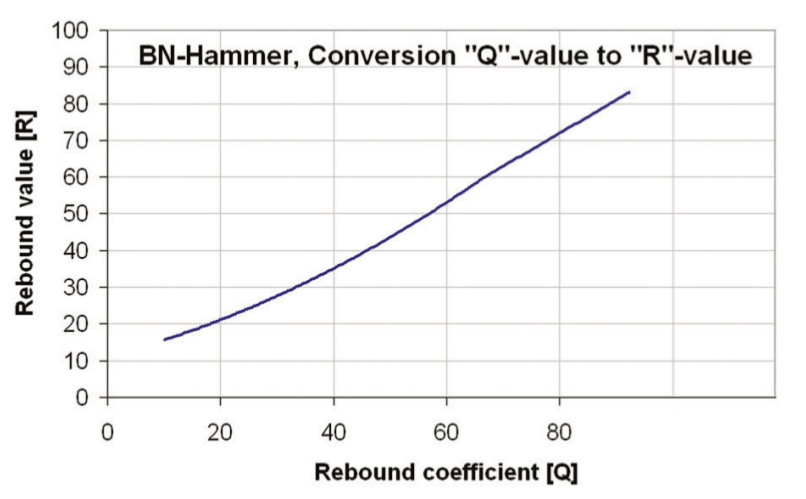 BN-Hammer, Conversion "Q"-value to "R"-value
Rebound value [R]
100
90
80
70
60
50
40
30
20
10
0
0 20 40 60 80
Rebound coefficient [Q]